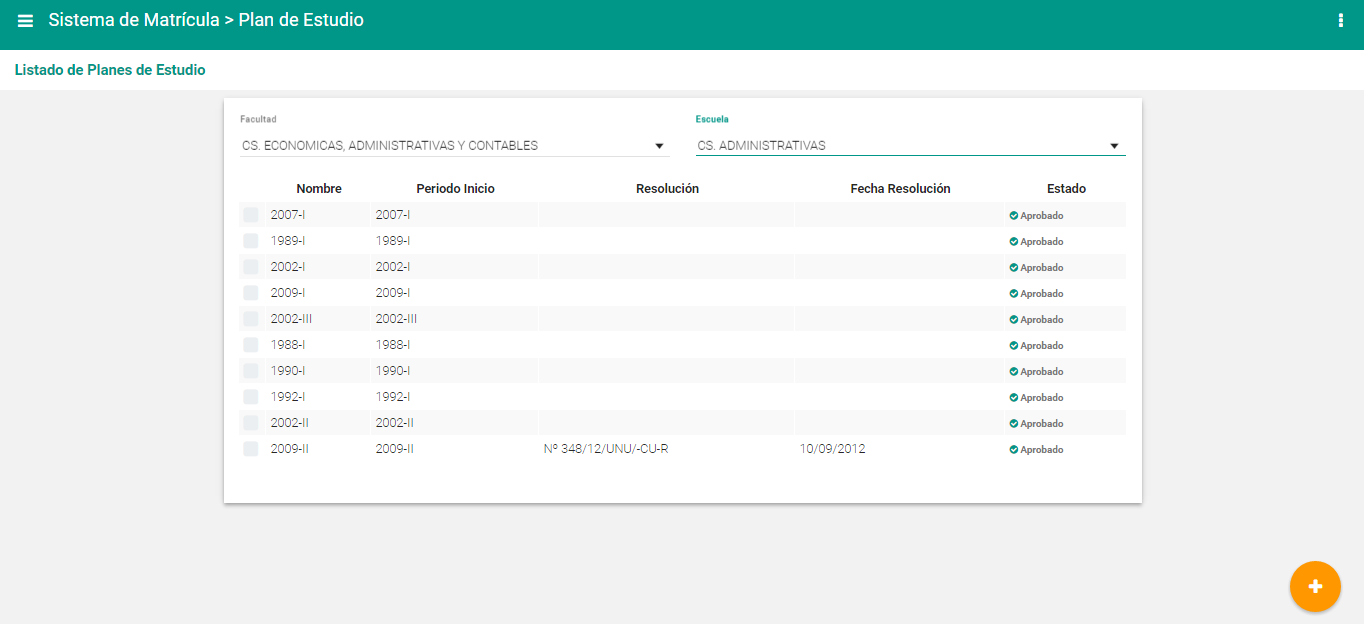 Sistema de Matrícula > Plan de Estudio
Listado de Planes de Estudio
Facultad Escuela
CS. ECONOMICAS, ADMINISTRATIVAS Y CONTABLES CS. ADMINISTRATIVAS
Nombre Periodo Inicio Resolución Fecha Resolución Estado
2007-I 2007-I Aprobado
1989-I 1989-I Aprobado
2002-I 2002-I Aprobado
2009-I 2009-I Aprobado
2002-III 2002-III Aprobado
1988-I 1988-I Aprobado
1990-I 1990-I Aprobado
1992-I 1992-I Aprobado
2002-II 2002-II Aprobado
2009-II 2009-II Nº 348/12/UNU/-CU-R 10/09/2012 Aprobado